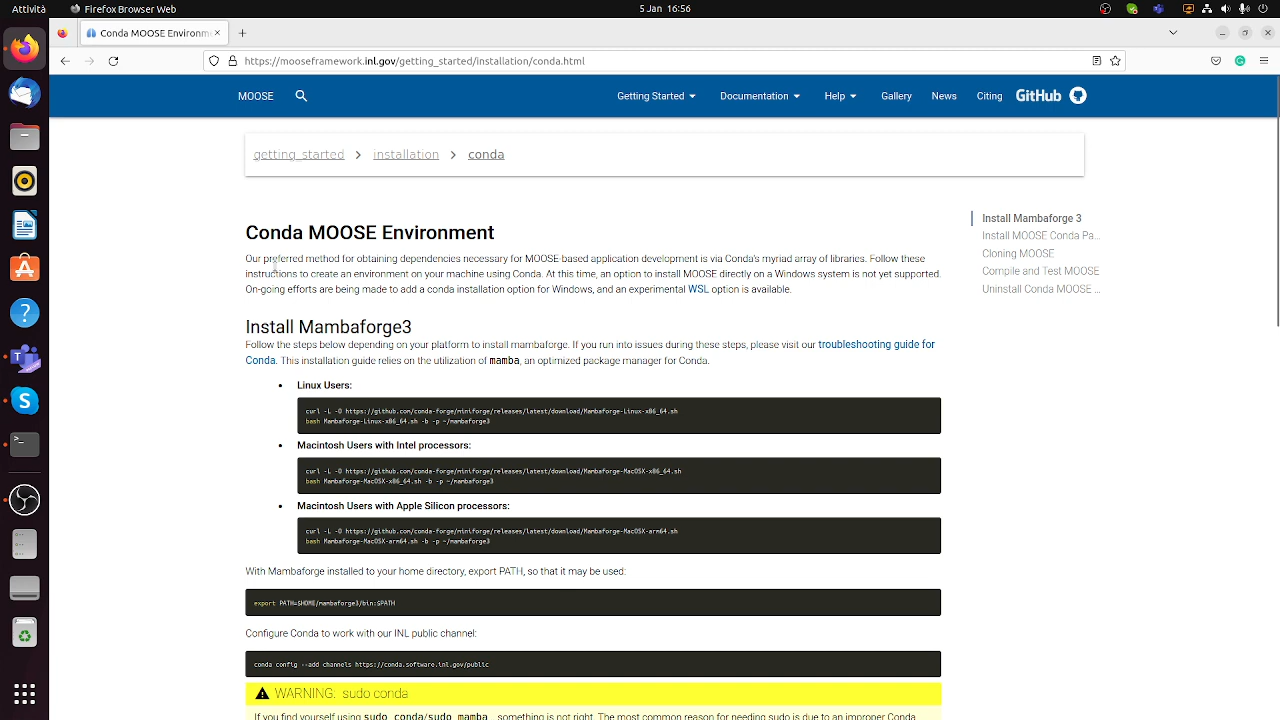 Attività
Firefox Browser Web
5 Jan 16:56
Conda MOOSE Environm
https://mooseframework.inl.gov/getting_started/installation/conda.html
MOOSE
Getting Started
Documentation
Help
Gallery
News
Citing
GitHub
getting_started > installation > conda
Conda MOOSE Environment
Our preferred method for obtaining dependencies necessary for MOOSE based application development is via Conda's myriad array of libraries. Follow these
instructions to create an environment on your machine using Conda. At this time, an option to install MOOSE directly on a Windows system is not yet supported.
On-going efforts are being made to add a conda installation option for Windows, and an experimental WSL option is available.
Install Mambaforge 3
Install MOOSE Conda Pa...
Cloning MOOSE
Compile and Test MOOSE
Uninstall Conda MOOSE ...
Install Mambaforge3
Follow the steps below depending on your platform to install mambaforge. If you run into issues during these steps, please visit our troubleshooting guide for
Conda. This installation guide relies on the utilization of mamba, an optimized package manager for Conda.
• Linux Users:
curl -L -O https://github.com/conda-forge/miniforge/releases/latest/download/Mambaforge-Linux-x86_64.sh
bash Mambaforge-Linux-x86_64.sh -b -p ~/mambaforge3
• Macintosh Users with Intel processors:
curl -L -O https://github.com/conda-forge/miniforge/releases/latest/download/Mambaforge-MacOSX-x86_64.sh
bash Mambaforge-MacOSX-x86_64.sh -b -p ~/mambaforge3
• Macintosh Users with Apple Silicon processors:
curl -L -O https://github.com/conda-forge/miniforge/releases/latest/download/Mambaforge-MacOSX-arm64.sh
bash Mambaforge-MacOSX-arm64.sh -b -p ~/mambaforge3
With Mambaforge installed to your home directory, export PATH, so that it may be used:
export PATH=$HOME/mambaforge3/bin:$PATH
Configure Conda to work with our INL public channel:
conda config --add channels https://conda.software.inl.gov/public
WARNING: sudo conda
If you find yourself using sudo conda/sudo mamba, something is not right. The most common reason for needing sudo is due to an improper Conda